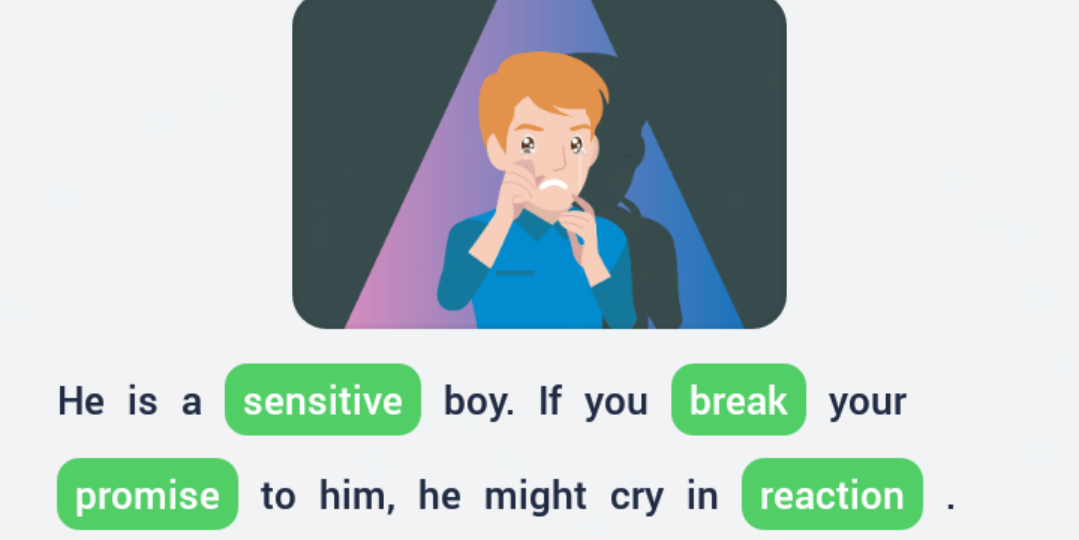 He is a sensitive boy. If you break your
promise to him, he might cry in reaction .